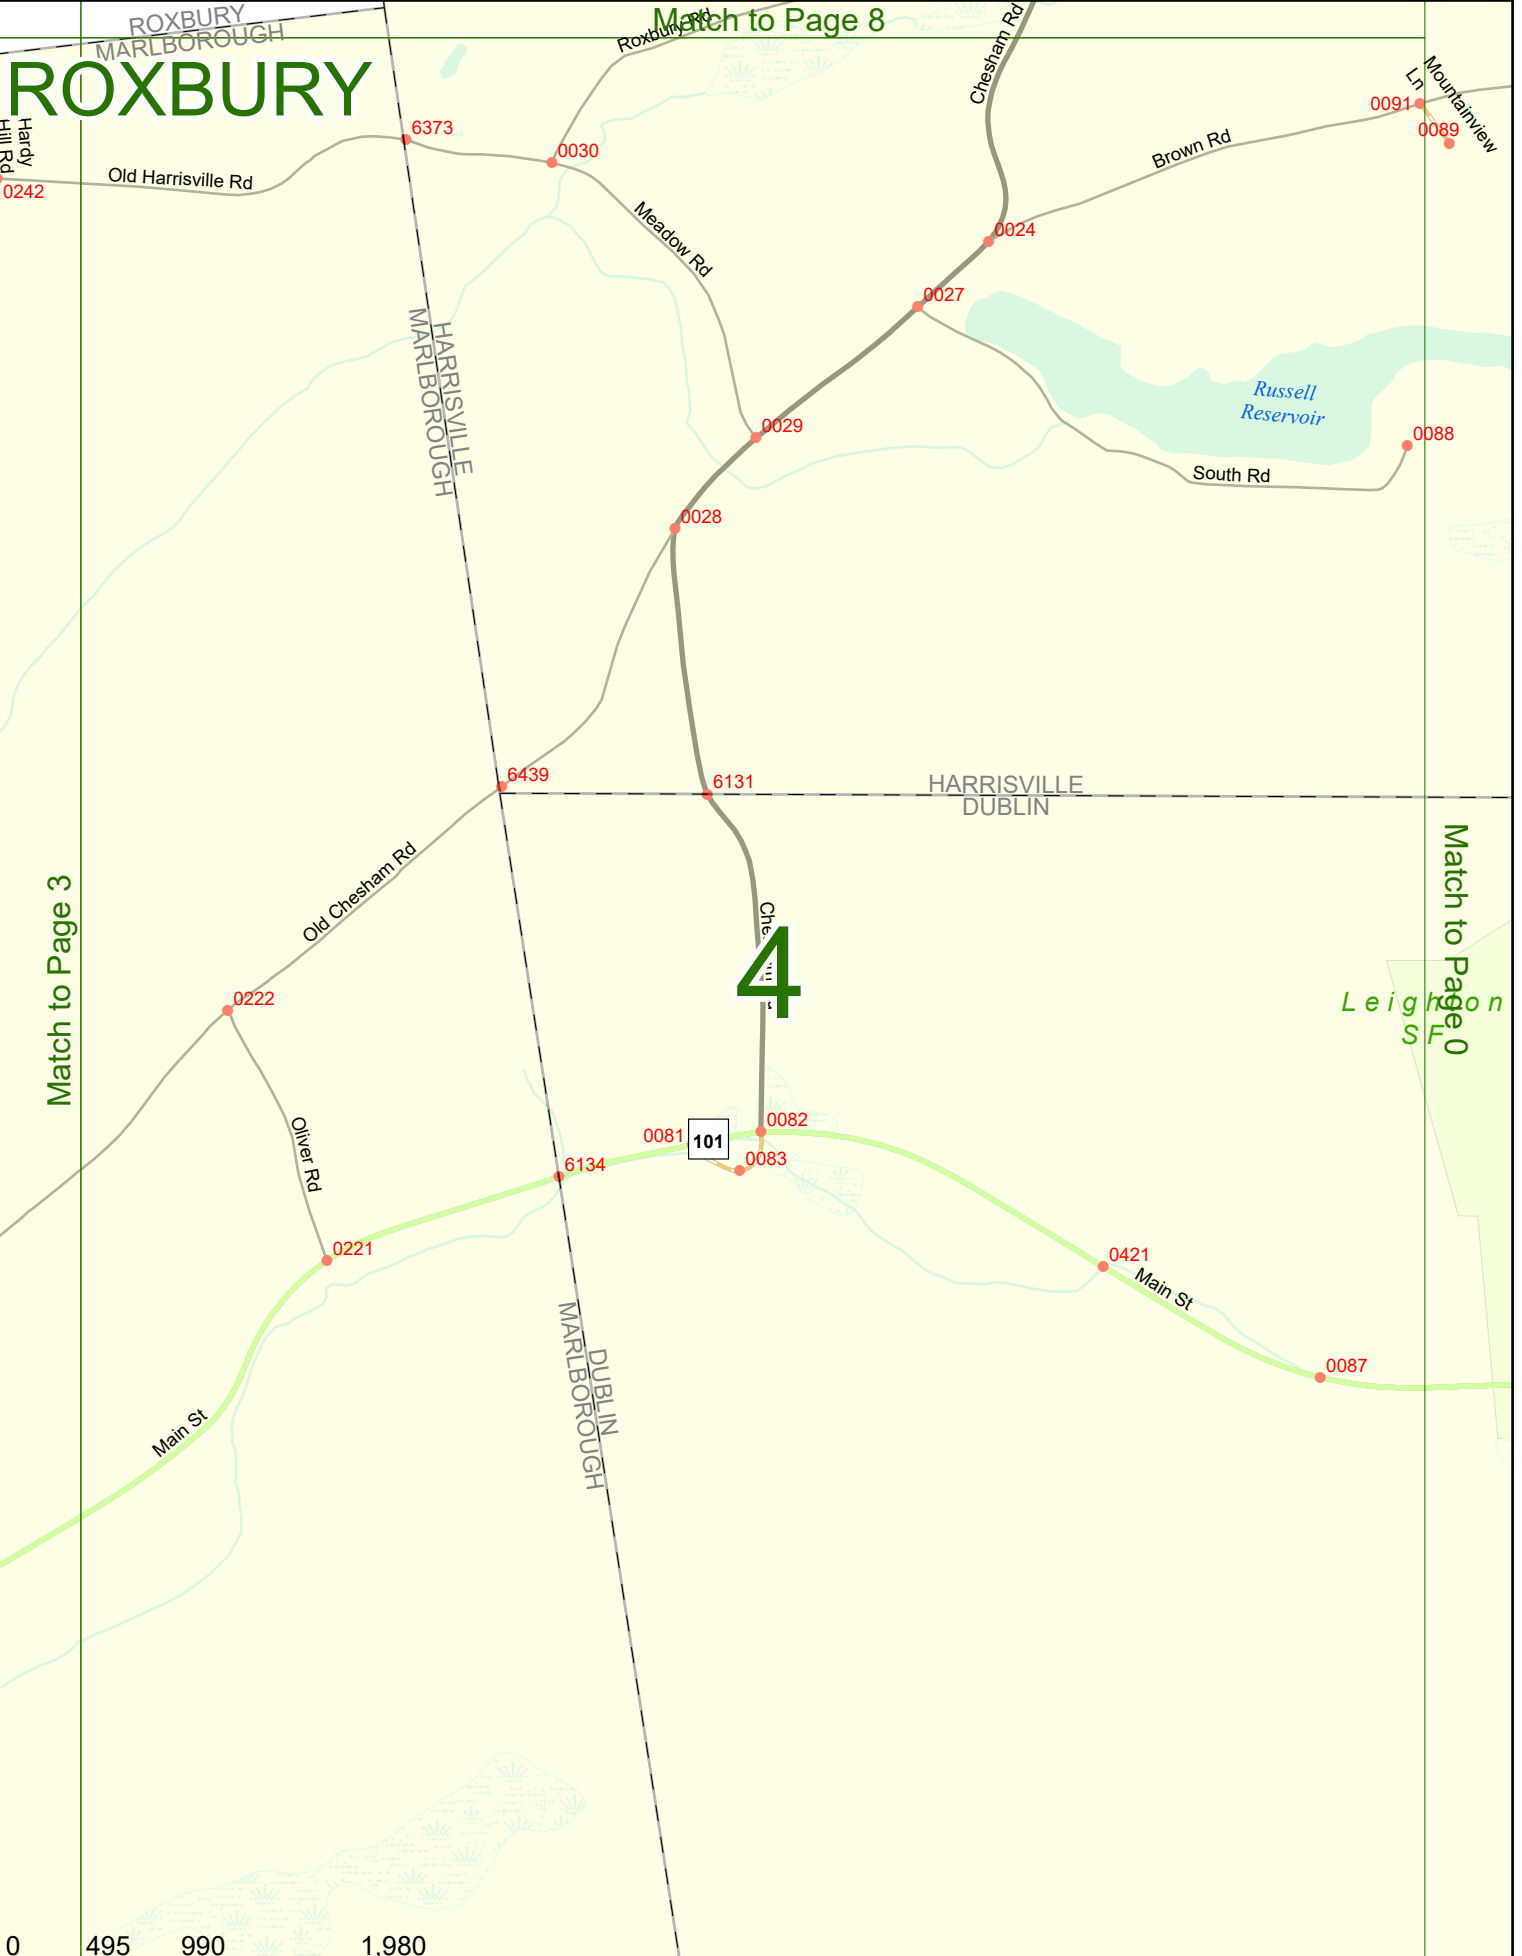 ROXBURY
MARLBOROUGH
Match to Page 8
Roxbury Rd
Chesham Rd
ROXBURY
Hardy
Hill Rd
0242
Old Harrisville Rd
6373
0030
Meadow Rd
Brown Rd
0091
Mountainview
Ln
0089
0024
0027
HARRISVILLE
MARLBOROUGH
Russell
Reservoir
0029
0088
South Rd
0028
6439
6131
HARRISVILLE
DUBLIN
Old Chesham Rd
Match to Page 3
4
Match to Page 0
Leighton
SF
0222
Oliver Rd
0081
101
0082
0083
6134
0221
0421
Main St
0087
DUBLIN
MARLBOROUGH
Main St
0
495
990
1,980